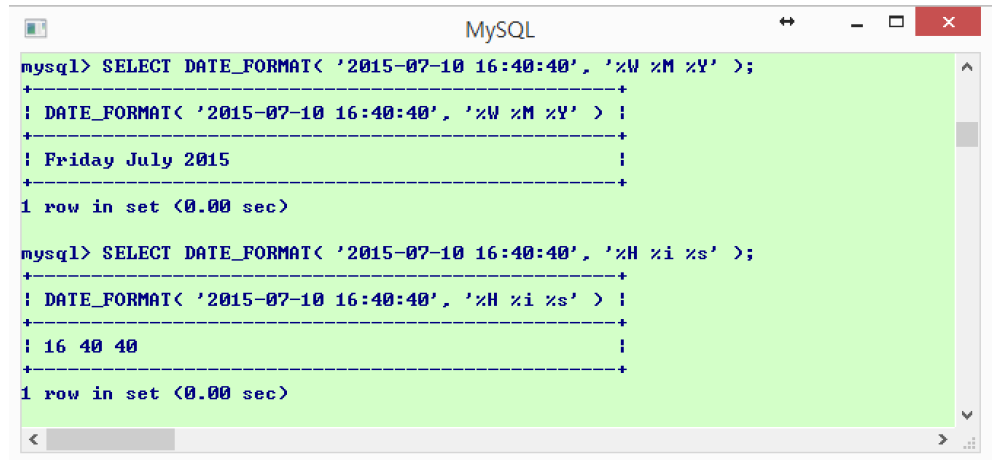 MySQL
mysql> SELECT DATE_FORMAT( '2015-07-10 16:40:40', '%W %M %Y' );
+--------------------------------------------------+
| DATE_FORMAT( '2015-07-10 16:40:40', '%W %M %Y' ) |
+--------------------------------------------------+
| Friday July 2015                                 |
+--------------------------------------------------+
1 row in set (0.00 sec)
mysql> SELECT DATE_FORMAT( '2015-07-10 16:40:40', '%H %i %s' );
+--------------------------------------------------+
| DATE_FORMAT( '2015-07-10 16:40:40', '%H %i %s' ) |
+--------------------------------------------------+
| 16 40 40                                         |
+--------------------------------------------------+
1 row in set (0.00 sec)